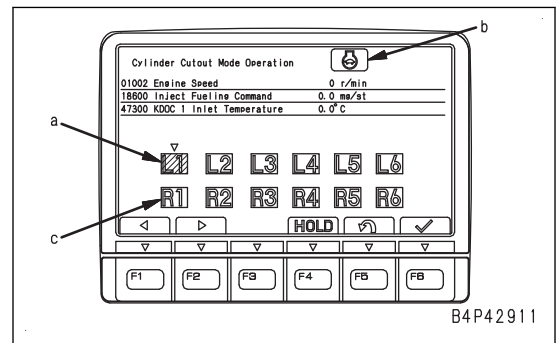 b
Cylinder Cutout Mode Operation
01002 Engine Speed 0 r/min
18600 Inject Fueling Command 0.0 mg/st
47300 KDOC 1 Inlet Temperature 0.0°C
a
L1 L2 L3 L4 L5 L6
R1 R2 R3 R4 R5 R6
c
HOLD
F1 F2 F3 F4 F5 F6
B4P42911